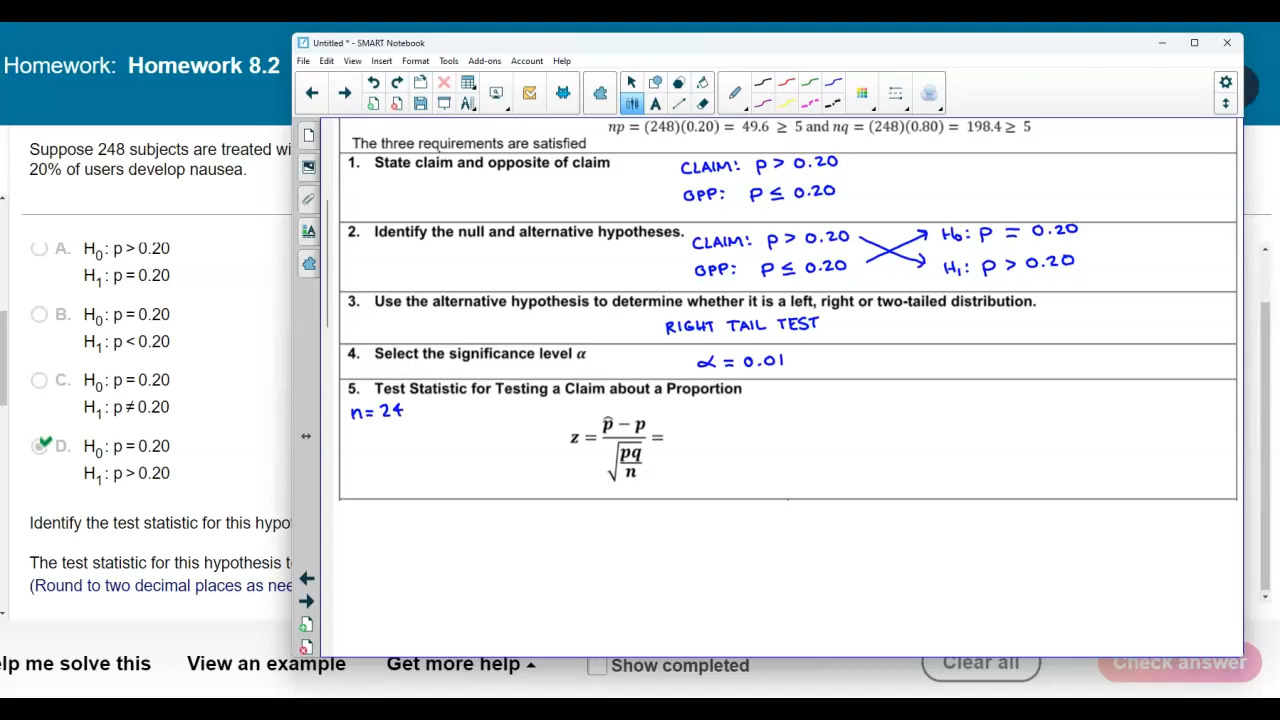 Homework: Homework 8.2
Suppose 248 subjects are treated wi
20% of users develop nausea.
A. H0: p > 0.20
H1: p = 0.20
B. H0: p = 0.20
H1: p < 0.20
C. H0: p = 0.20
H1: p ≠ 0.20
D. H0: p = 0.20
H1: p > 0.20
Identify the test statistic for this hypo
The test statistic for this hypothesis t
(Round to two decimal places as nee
elp me solve this View an example Get more help Show completed Clear all Check answer
Untitled * - SMART Notebook
File Edit View Insert Format Tools Add-ons Account Help
np = (248)(0.20) = 49.6 ≥ 5 and nq = (248)(0.80) = 198.4 ≥ 5
The three requirements are satisfied
1. State claim and opposite of claim
CLAIM: p > 0.20
OPP: p ≤ 0.20
2. Identify the null and alternative hypotheses.
CLAIM: p > 0.20 H0: p = 0.20
OPP: p ≤ 0.20 H1: p > 0.20
3. Use the alternative hypothesis to determine whether it is a left, right or two-tailed distribution.
RIGHT TAIL TEST
4. Select the significance level α
α = 0.01
5. Test Statistic for Testing a Claim about a Proportion
n = 24
z = (p̂ − p) / √(pq/n) =